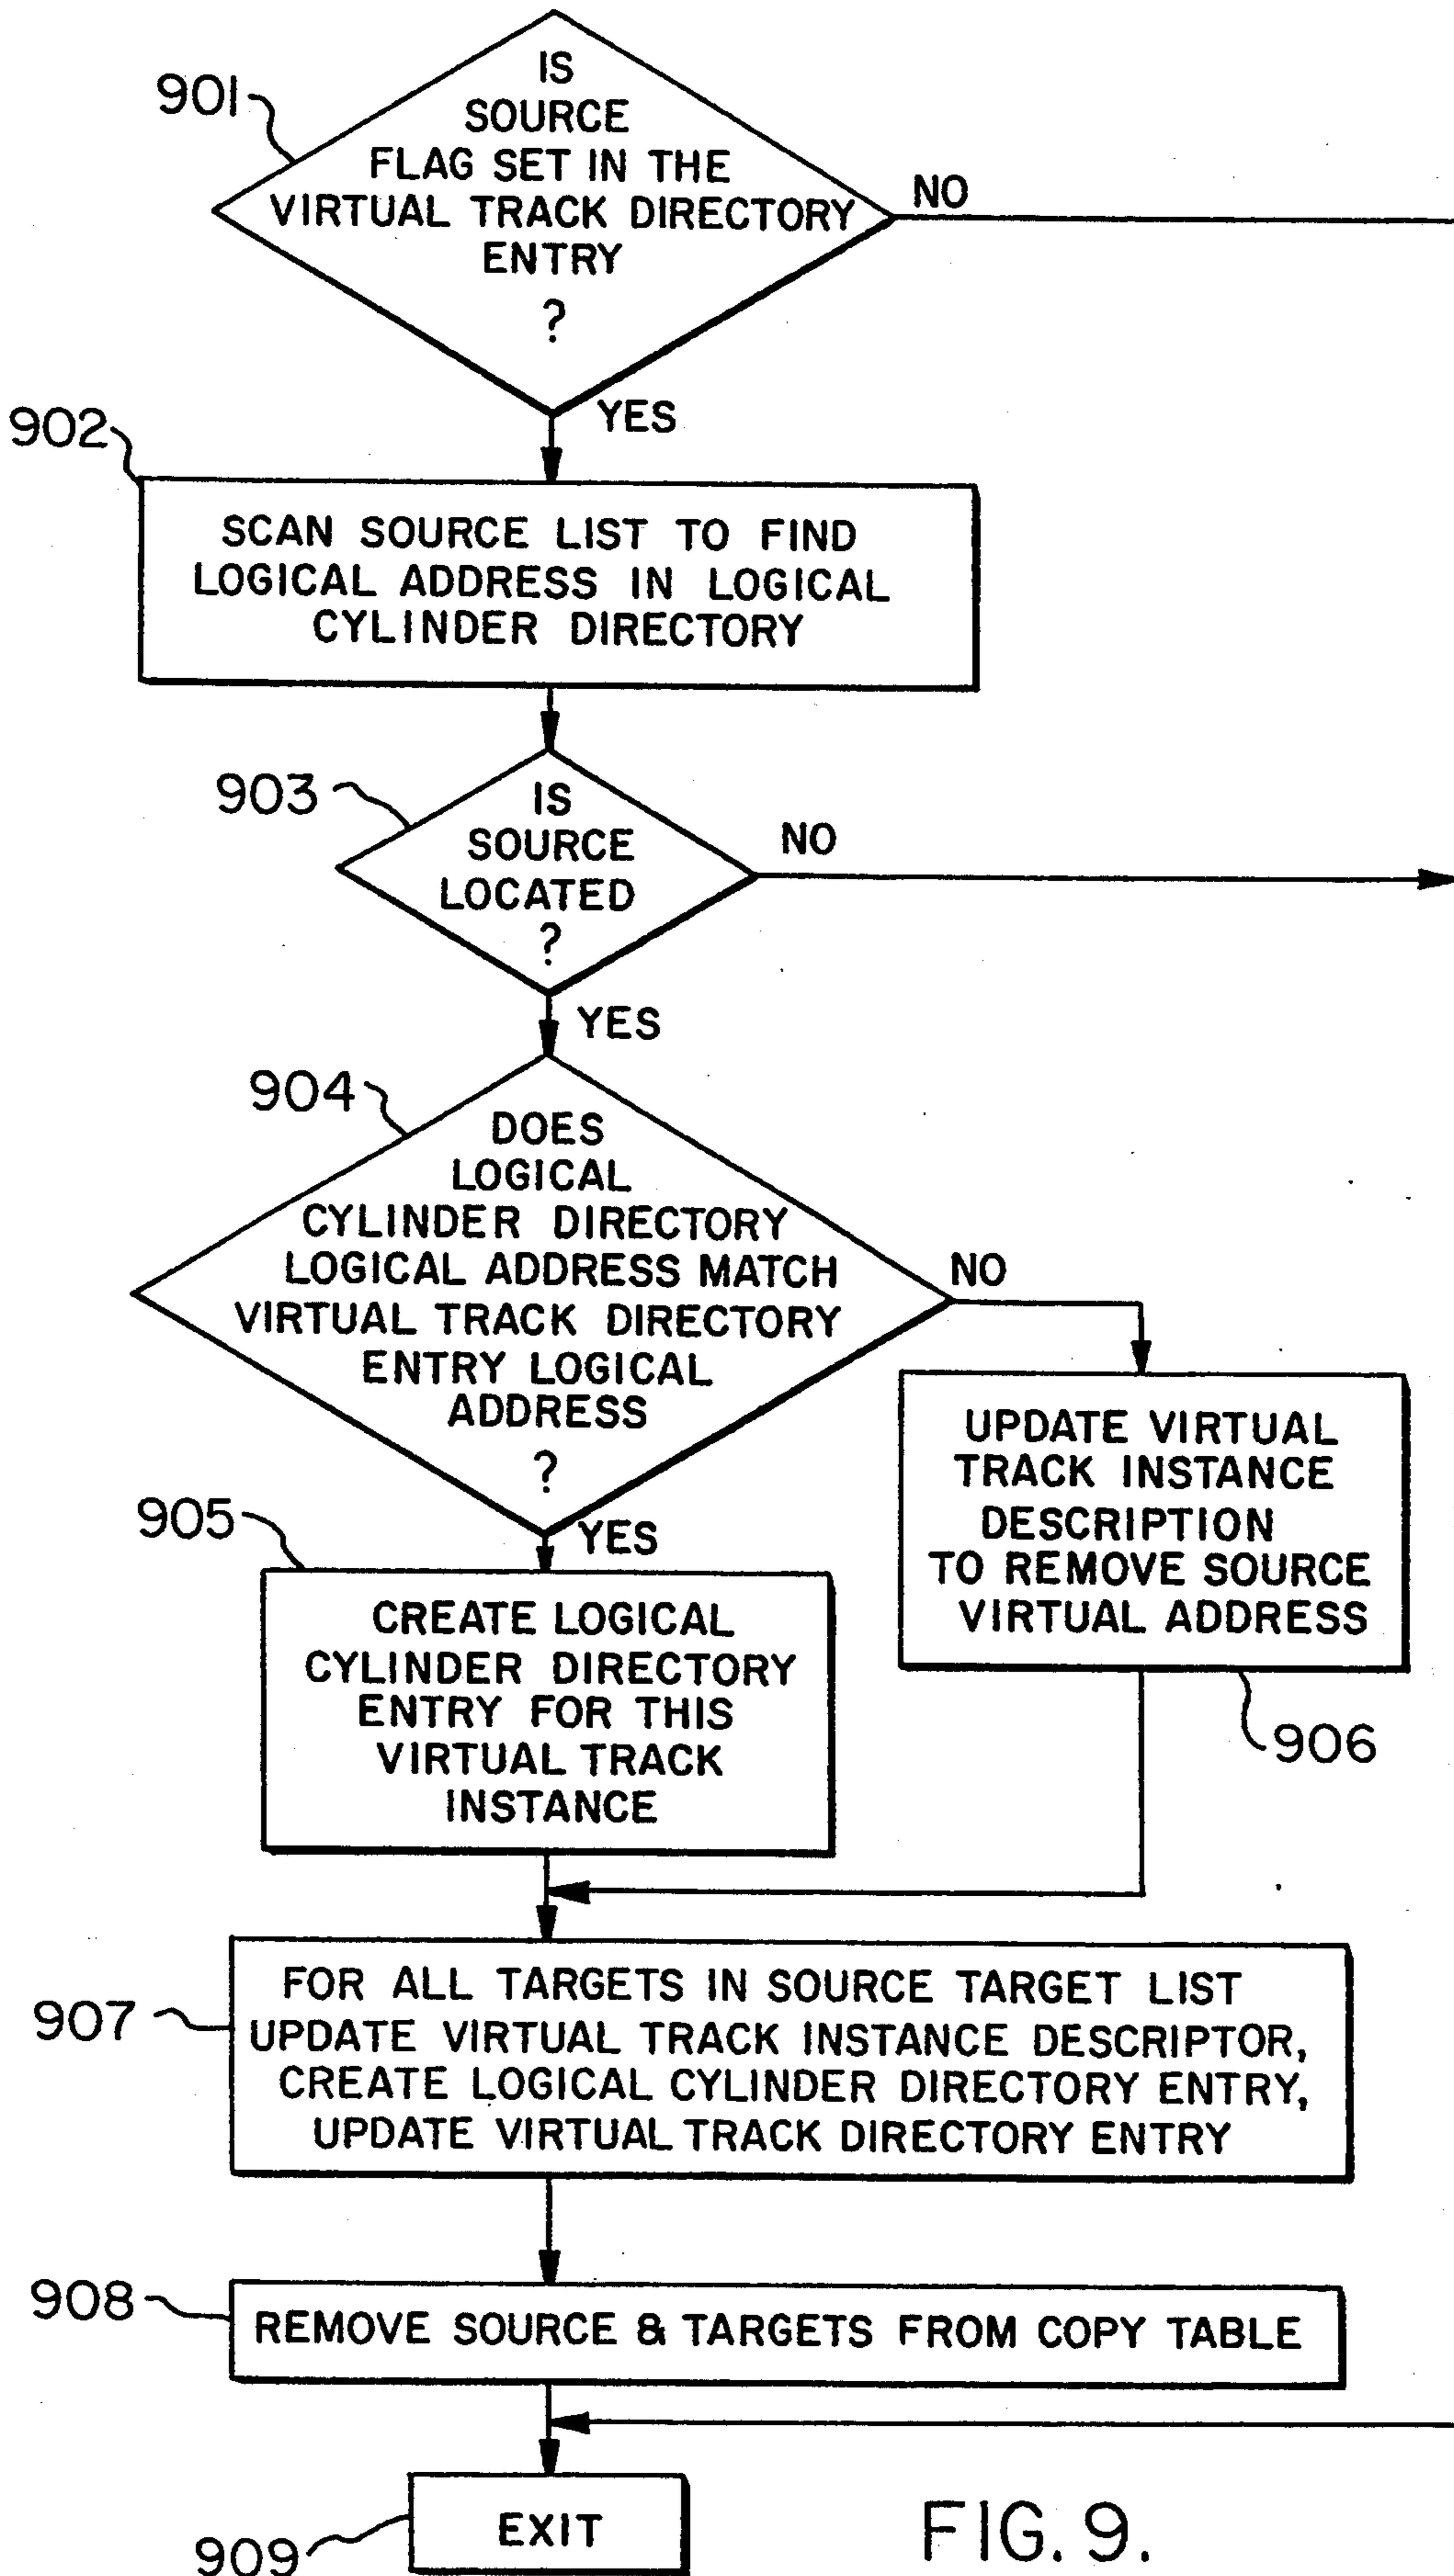 901
IS
SOURCE
FLAG SET IN THE
VIRTUAL TRACK DIRECTORY
ENTRY
?
NO
YES
902
SCAN SOURCE LIST TO FIND
LOGICAL ADDRESS IN LOGICAL
CYLINDER DIRECTORY
903
IS
SOURCE
LOCATED
?
NO
YES
904
DOES
LOGICAL
CYLINDER DIRECTORY
LOGICAL ADDRESS MATCH
VIRTUAL TRACK DIRECTORY
ENTRY LOGICAL
ADDRESS
?
NO
YES
905
CREATE LOGICAL
CYLINDER DIRECTORY
ENTRY FOR THIS
VIRTUAL TRACK
INSTANCE
UPDATE VIRTUAL
TRACK INSTANCE
DESCRIPTION
TO REMOVE SOURCE
VIRTUAL ADDRESS
906
907
FOR ALL TARGETS IN SOURCE TARGET LIST
UPDATE VIRTUAL TRACK INSTANCE DESCRIPTOR,
CREATE LOGICAL CYLINDER DIRECTORY ENTRY,
UPDATE VIRTUAL TRACK DIRECTORY ENTRY
908
REMOVE SOURCE & TARGETS FROM COPY TABLE
909
EXIT
FIG. 9.